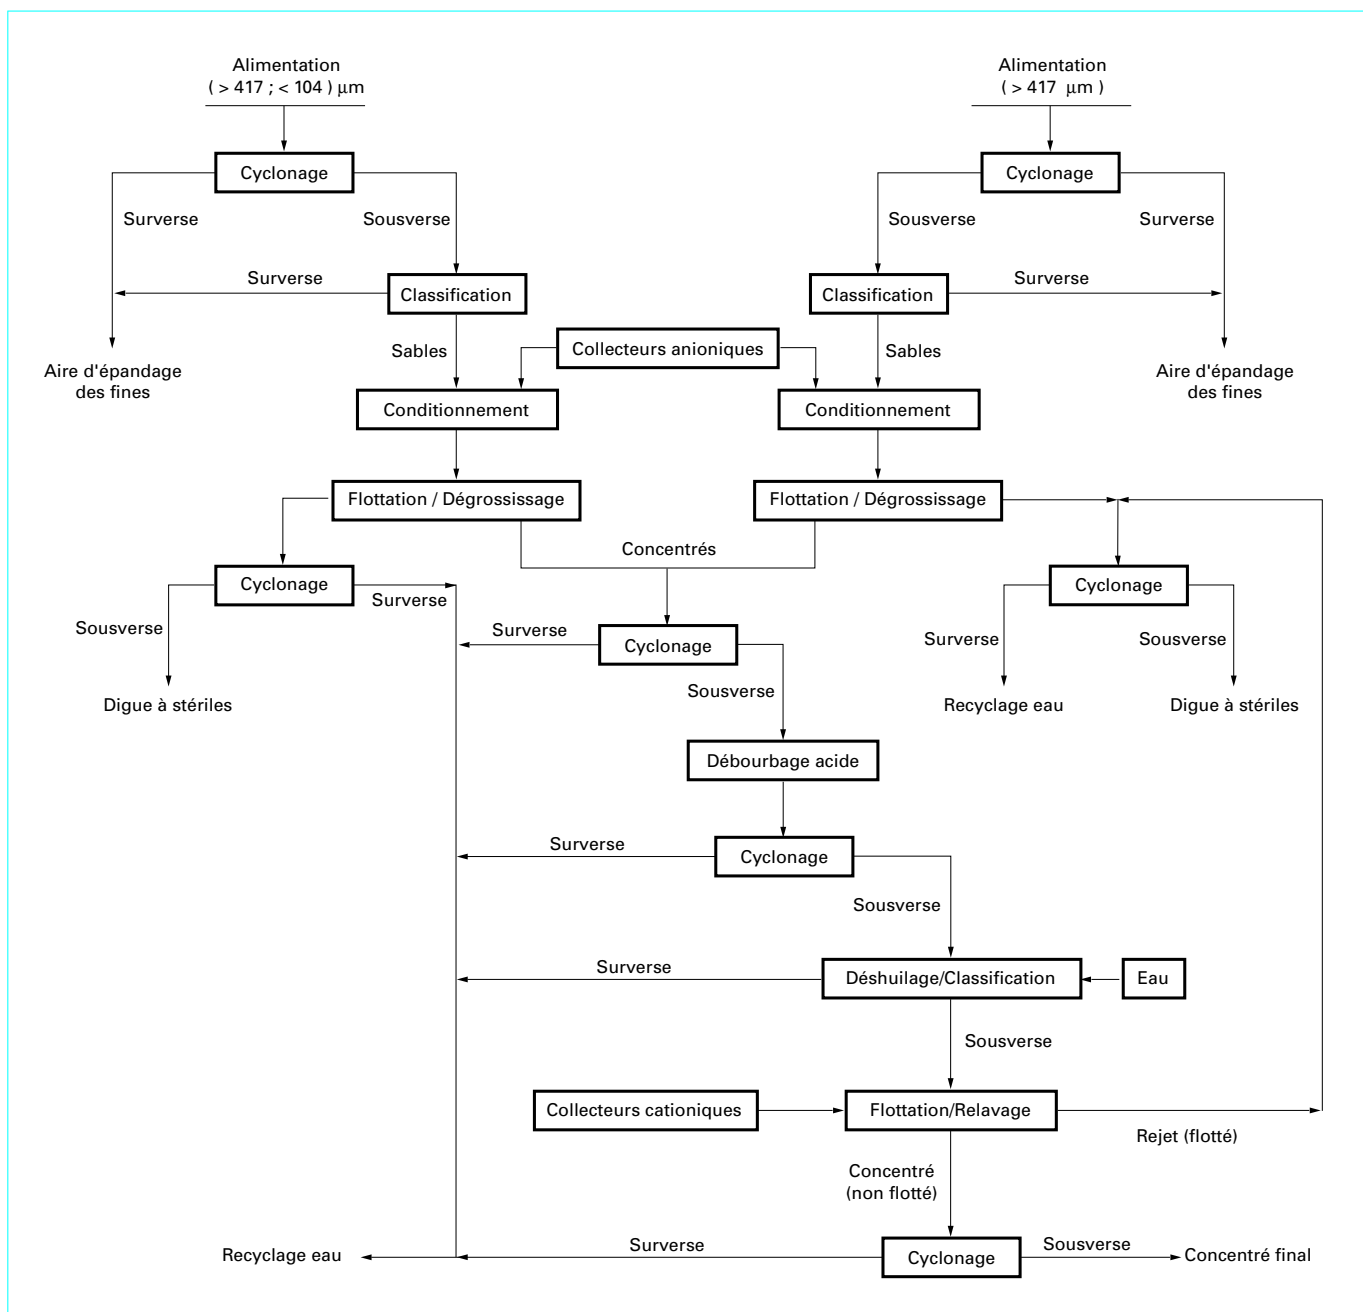 Alimentation
( > 417 ; < 104 ) μm
Alimentation
( > 417 μm )
Cyclonage
Cyclonage
Surverse
Sousverse
Sousverse
Surverse
Surverse
Classification
Classification
Surverse
Sables
Collecteurs anioniques
Sables
Aire d'épandage
des fines
Aire d'épandage
des fines
Conditionnement
Conditionnement
Flottation / Dégrossissage
Flottation / Dégrossissage
Concentrés
Cyclonage
Surverse
Cyclonage
Sousverse
Surverse
Cyclonage
Surverse
Sousverse
Sousverse
Digue à stériles
Recyclage eau
Digue à stériles
Débourbage acide
Surverse
Cyclonage
Sousverse
Surverse
Déshuilage/Classification
Eau
Sousverse
Collecteurs cationiques
Flottation/Relavage
Rejet (flotté)
Concentré
(non flotté)
Recyclage eau
Surverse
Cyclonage
Sousverse
Concentré final